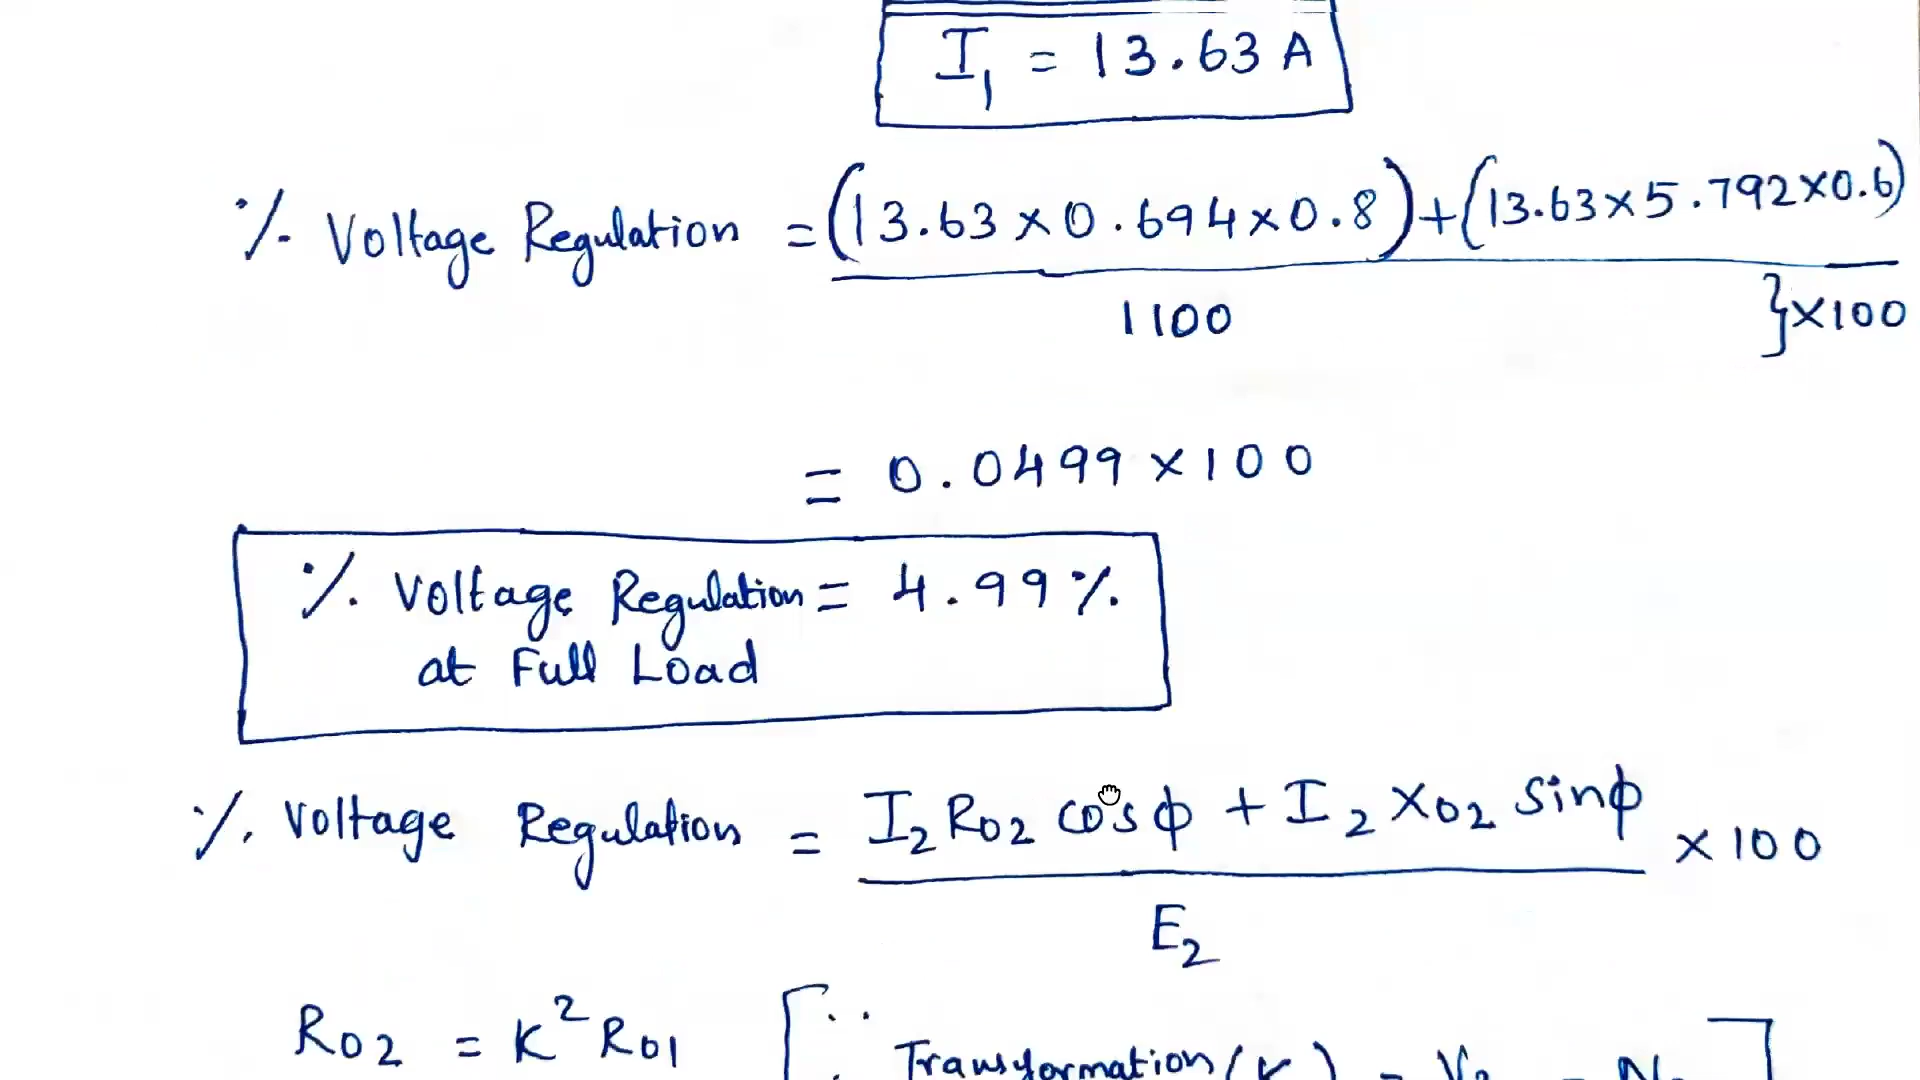 I₁ = 13.63 A
% Voltage Regulation = (13.63 × 0.694 × 0.8) + (13.63 × 5.792 × 0.6)
1100 } × 100
= 0.0499 × 100
% Voltage Regulation = 4.99 %
at Full Load
% Voltage Regulation = I₂ R₀₂ cos ϕ + I₂ X₀₂ sin ϕ × 100
E₂
R₀₂ = K² R₀₁ [ ∵
Transformation (K) =